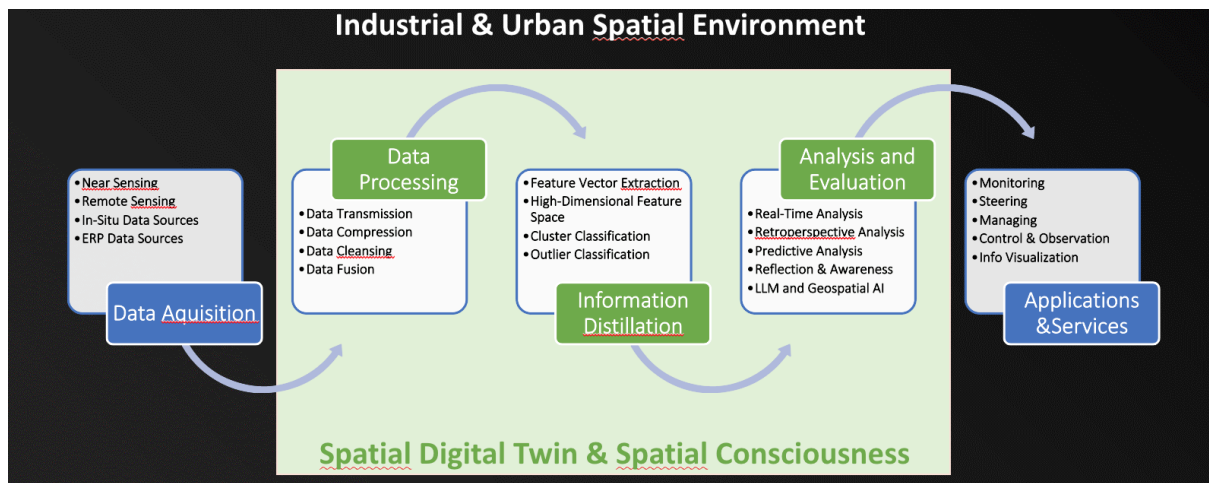 Industrial & Urban Spatial Environment
• Near Sensing
• Remote Sensing
• In-Situ Data Sources
• ERP Data Sources
Data Aquisition
Data
Processing
• Data Transmission
• Data Compression
• Data Cleansing
• Data Fusion
• Feature Vector Extraction
• High-Dimensional Feature
Space
• Cluster Classification
• Outlier Classification
Information
Distillation
Analysis and
Evaluation
• Real-Time Analysis
• Retroperspective Analysis
• Predictive Analysis
• Reflection & Awareness
• LLM and Geospatial AI
• Monitoring
• Steering
• Managing
• Control & Observation
• Info Visualization
Applications
&Services
Spatial Digital Twin & Spatial Consciousness